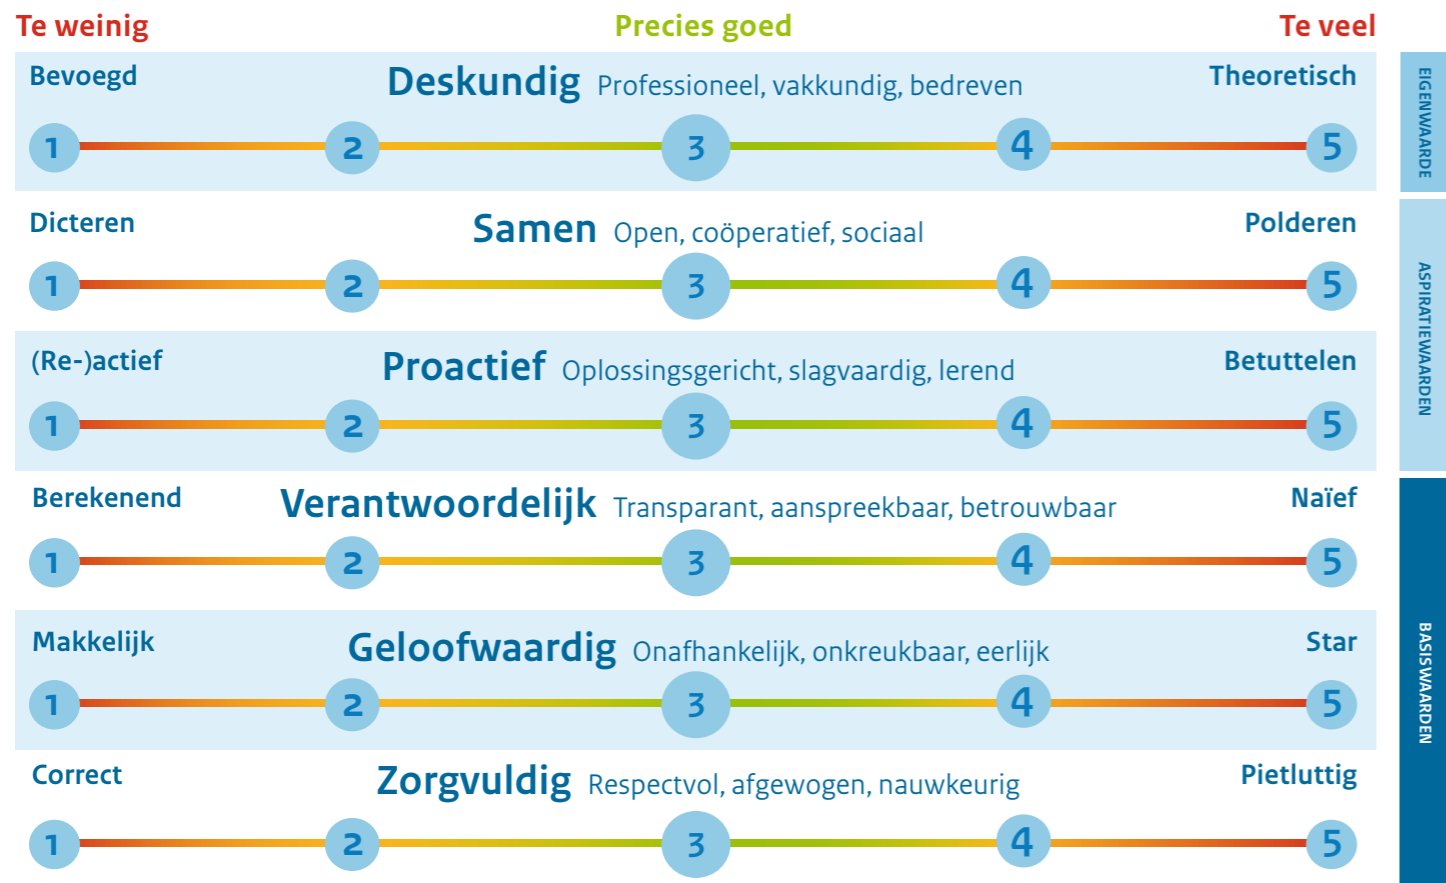 Te weinig Precies goed Te veel
Bevoegd Deskundig Professioneel, vakkundig, bedreven Theoretisch
1 2 3 4 5
EIGENWAARDE
Dicteren Samen Open, coöperatief, sociaal Polderen
1 2 3 4 5
(Re-)actief Proactief Oplossingsgericht, slagvaardig, lerend Betuttelen
1 2 3 4 5
ASPIRATIEWAARDEN
Berekenend Verantwoordelijk Transparant, aanspreekbaar, betrouwbaar Naïef
1 2 3 4 5
Makkelijk Geloofwaardig Onafhankelijk, onkreukbaar, eerlijk Star
1 2 3 4 5
Correct Zorgvuldig Respectvol, afgewogen, nauwkeurig Pietluttig
1 2 3 4 5
BASISWAARDEN